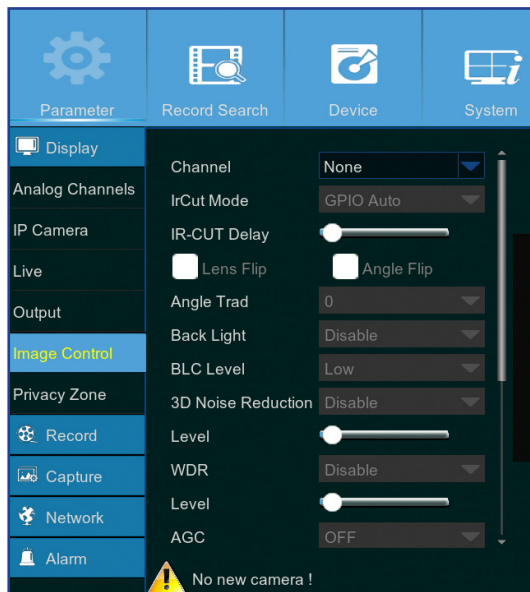 Parameter
Record Search
Device
System
Display
Analog Channels
IP Camera
Live
Output
Image Control
Privacy Zone
Record
Capture
Network
Alarm
Channel None
IrCut Mode GPIO Auto
IR-CUT Delay
Lens Flip Angle Flip
Angle Trad 0
Back Light Disable
BLC Level Low
3D Noise Reduction Disable
Level
WDR Disable
Level
AGC OFF
No new camera !